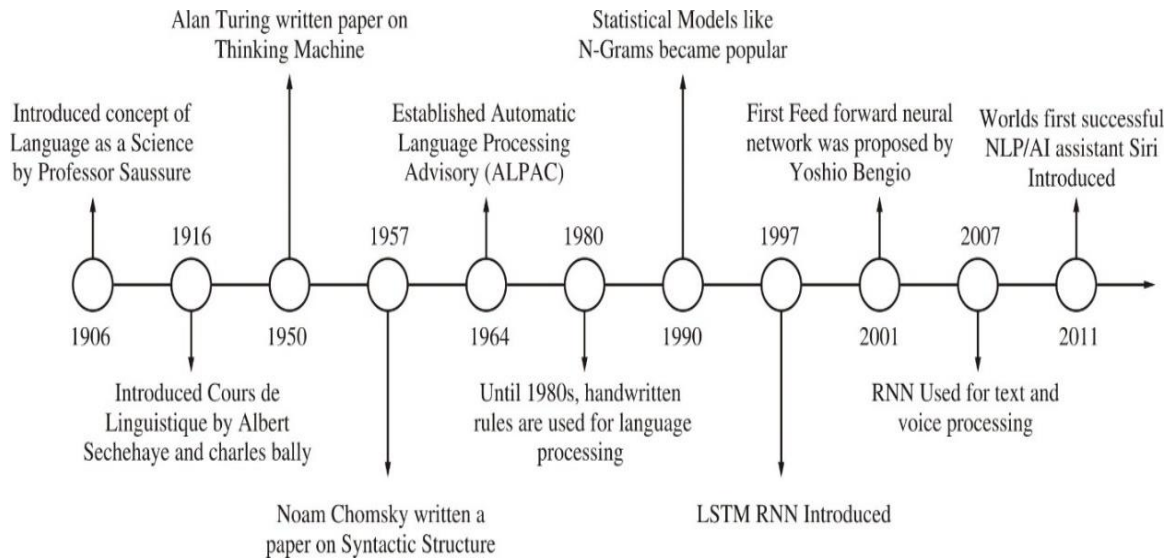 Alan Turing written paper on
Thinking Machine
Statistical Models like
N-Grams became popular
Introduced concept of
Language as a Science
by Professor Saussure
Established Automatic
Language Processing
Advisory (ALPAC)
First Feed forward neural
network was proposed by
Yoshio Bengio
Worlds first successful
NLP/AI assistant Siri
Introduced
1916
1957
1980
1997
2007
1906
1950
1964
1990
2001
2011
Introduced Cours de
Linguistique by Albert
Sechehaye and charles bally
Until 1980s, handwritten
rules are used for language
processing
RNN Used for text and
voice processing
Noam Chomsky written a
paper on Syntactic Structure
LSTM RNN Introduced